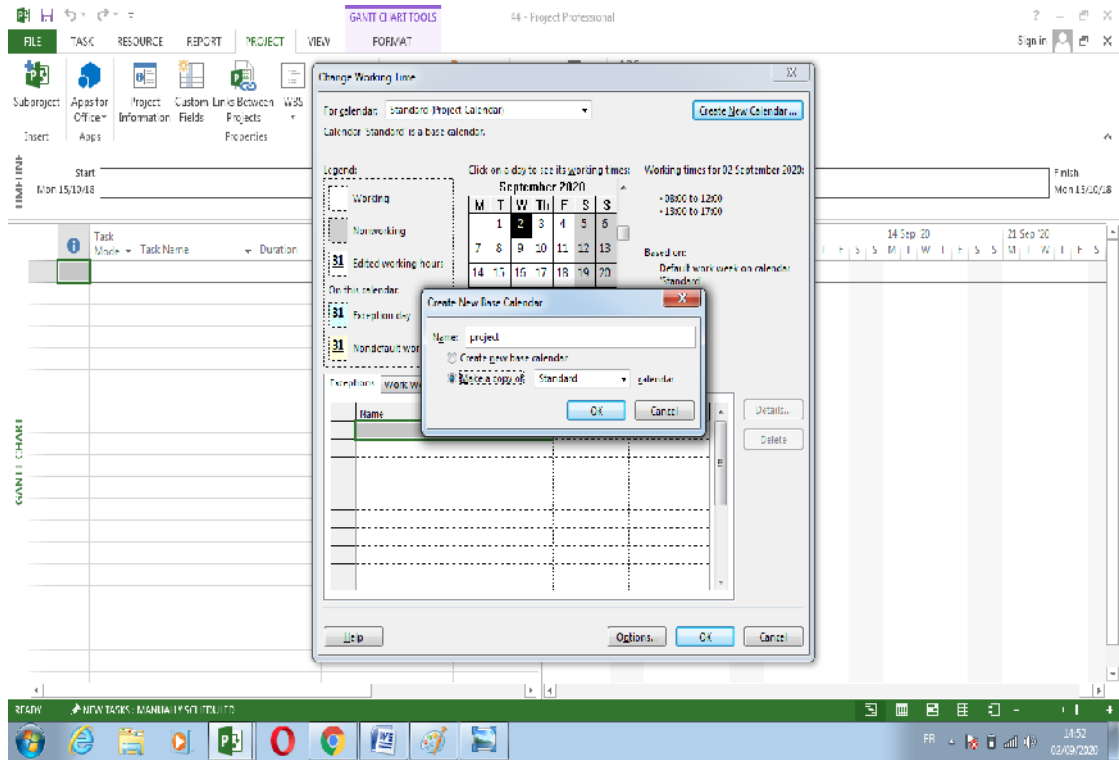 GANTT CHART TOOLS
44 - Project Professional
FILE TASK RESOURCE REPORT PROJECT VIEW FORMAT
Sign in
Subproject
Apps for Office
Project Information
Custom Fields
Links Between Projects
WBS
Insert Apps Properties
TIMELINE
Start
Mon 15/10/18
Finish
Mon 15/10/18
Task Mode
Task Name
Duration
14 Sep '20 21 Sep '20
T F S S M T W T F S S M T W T F S
GANTT CHART
Change Working Time
For calendar: Standard (Project Calendar)
Create New Calendar ...
Calendar 'Standard' is a base calendar.
Legend:
Working
Nonworking
31 Edited working hours
On this calendar:
31 Exception day
31 Nondefault wor
Click on a day to see its working times:
September 2020
M T W Th F S S
1 2 3 4 5 6
7 8 9 10 11 12 13
14 15 16 17 18 19 20
Working times for 02 September 2020:
• 08:00 to 12:00
• 13:00 to 17:00
Based on:
Default work week on calendar
'Standard'.
Create New Base Calendar
Name: project
Create new base calendar
Make a copy of Standard calendar
OK Cancel
Exceptions Work W
Name
Details...
Delete
Help Options... OK Cancel
READY NEW TASKS : MANUALLY SCHEDULED
FR
14:52
02/09/2020